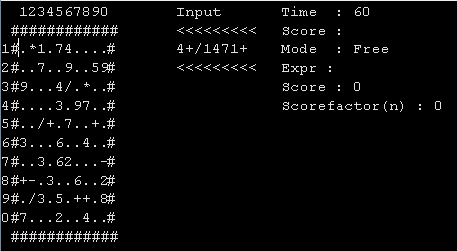 1234567890 Input Time : 60
############ <<<<<<<<< Score :
1#.*1.74....# 4+/1471+ Mode : Free
2#..7..9..59# <<<<<<<<< Expr :
3#9...4/.*..# Score : 0
4#....3.97..# Scorefactor(n) : 0
5#../+.7..+.#
6#3...6..4..#
7#..3.62...-#
8#+-.3..6..2#
9#./3.5.++.8#
0#7...2..4..#
############